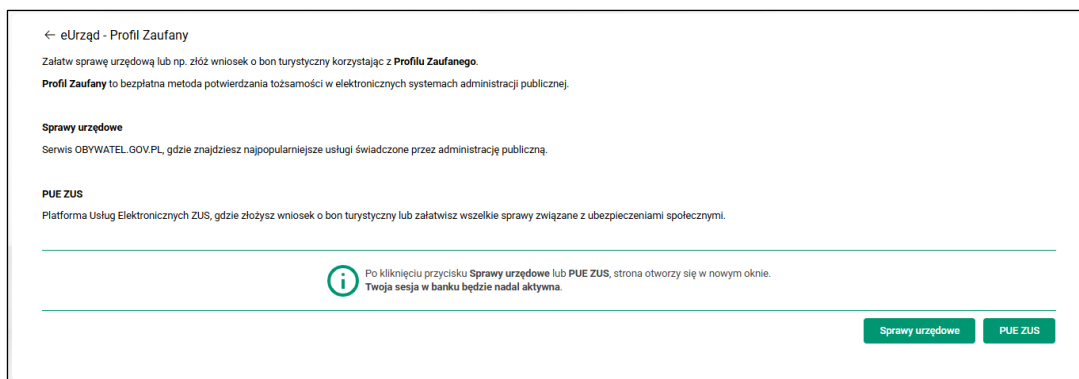 ← eUrząd - Profil Zaufany
Załatw sprawę urzędową lub np. złóż wniosek o bon turystyczny korzystając z Profilu Zaufanego.
Profil Zaufany to bezpłatna metoda potwierdzania tożsamości w elektronicznych systemach administracji publicznej.
Sprawy urzędowe
Serwis OBYWATEL.GOV.PL, gdzie znajdziesz najpopularniejsze usługi świadczone przez administrację publiczną.
PUE ZUS
Platforma Usług Elektronicznych ZUS, gdzie złożysz wniosek o bon turystyczny lub załatwisz wszelkie sprawy związane z ubezpieczeniami społecznymi.
Po kliknięciu przycisku Sprawy urzędowe lub PUE ZUS, strona otworzy się w nowym oknie.
Twoja sesja w banku będzie nadal aktywna.
Sprawy urzędowe PUE ZUS